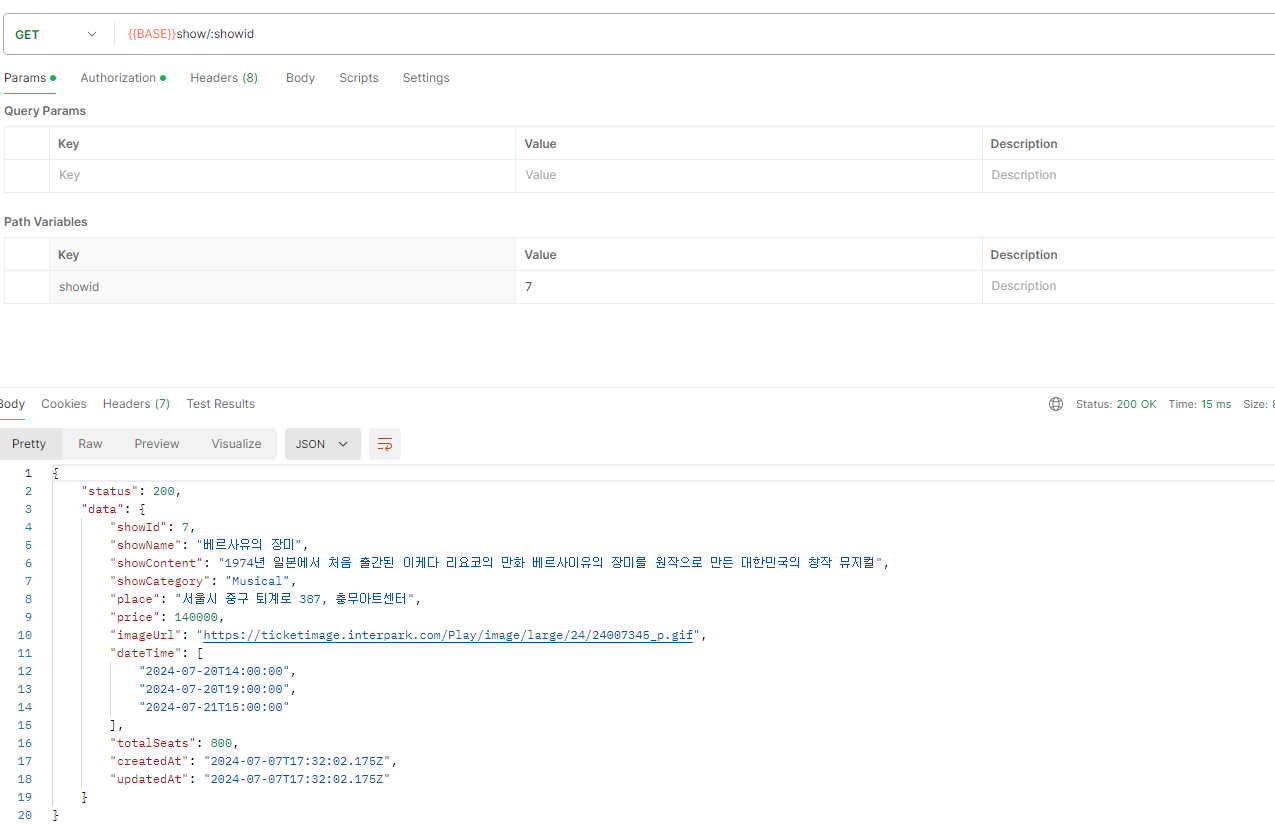 GET {{BASE}}show/:showid
Params Authorization Headers (8) Body Scripts Settings
Query Params
Key Value Description
Key Value Description
Path Variables
Key Value Description
showid 7 Description
Body Cookies Headers (7) Test Results Status: 200 OK Time: 15 ms Size:
Pretty Raw Preview Visualize JSON
1 {
2 "status": 200,
3 "data": {
4 "showId": 7,
5 "showName": "베르사유의 장미",
6 "showContent": "1974년 일본에서 처음 출간된 이케다 리요코의 만화 베르사이유의 장미를 원작으로 만든 대한민국의 창작 뮤지컬",
7 "showCategory": "Musical",
8 "place": "서울시 중구 퇴계로 387, 충무아트센터",
9 "price": 140000,
10 "imageUrl": "https://ticketimage.interpark.com/Play/image/large/24/24007345_p.gif",
11 "dateTime": [
12 "2024-07-20T14:00:00",
13 "2024-07-20T19:00:00",
14 "2024-07-21T15:00:00"
15 ],
16 "totalSeats": 800,
17 "createdAt": "2024-07-07T17:32:02.175Z",
18 "updatedAt": "2024-07-07T17:32:02.175Z"
19 }
20 }